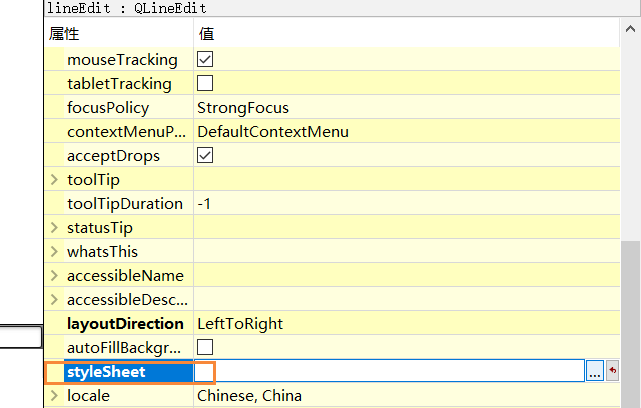 lineEdit : QLineEdit
属性 值
mouseTracking
tabletTracking
focusPolicy StrongFocus
contextMenuP... DefaultContextMenu
acceptDrops
toolTip
toolTipDuration -1
statusTip
whatsThis
accessibleName
accessibleDesc...
layoutDirection LeftToRight
autoFillBackgr...
styleSheet ...
locale Chinese, China